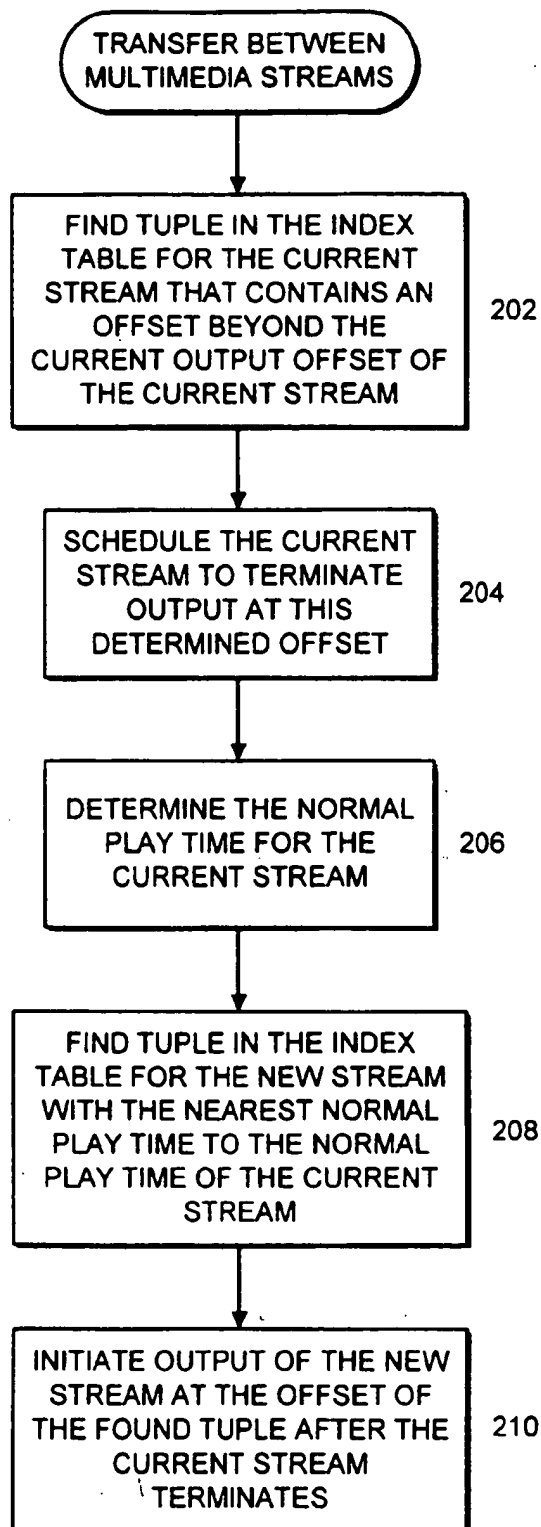 TRANSFER BETWEEN
MULTIMEDIA STREAMS
FIND TUPLE IN THE INDEX
TABLE FOR THE CURRENT
STREAM THAT CONTAINS AN
OFFSET BEYOND THE
CURRENT OUTPUT OFFSET OF
THE CURRENT STREAM
202
SCHEDULE THE CURRENT
STREAM TO TERMINATE
OUTPUT AT THIS
DETERMINED OFFSET
204
DETERMINE THE NORMAL
PLAY TIME FOR THE
CURRENT STREAM
206
FIND TUPLE IN THE INDEX
TABLE FOR THE NEW STREAM
WITH THE NEAREST NORMAL
PLAY TIME TO THE NORMAL
PLAY TIME OF THE CURRENT
STREAM
208
INITIATE OUTPUT OF THE NEW
STREAM AT THE OFFSET OF
THE FOUND TUPLE AFTER THE
CURRENT STREAM
TERMINATES
210